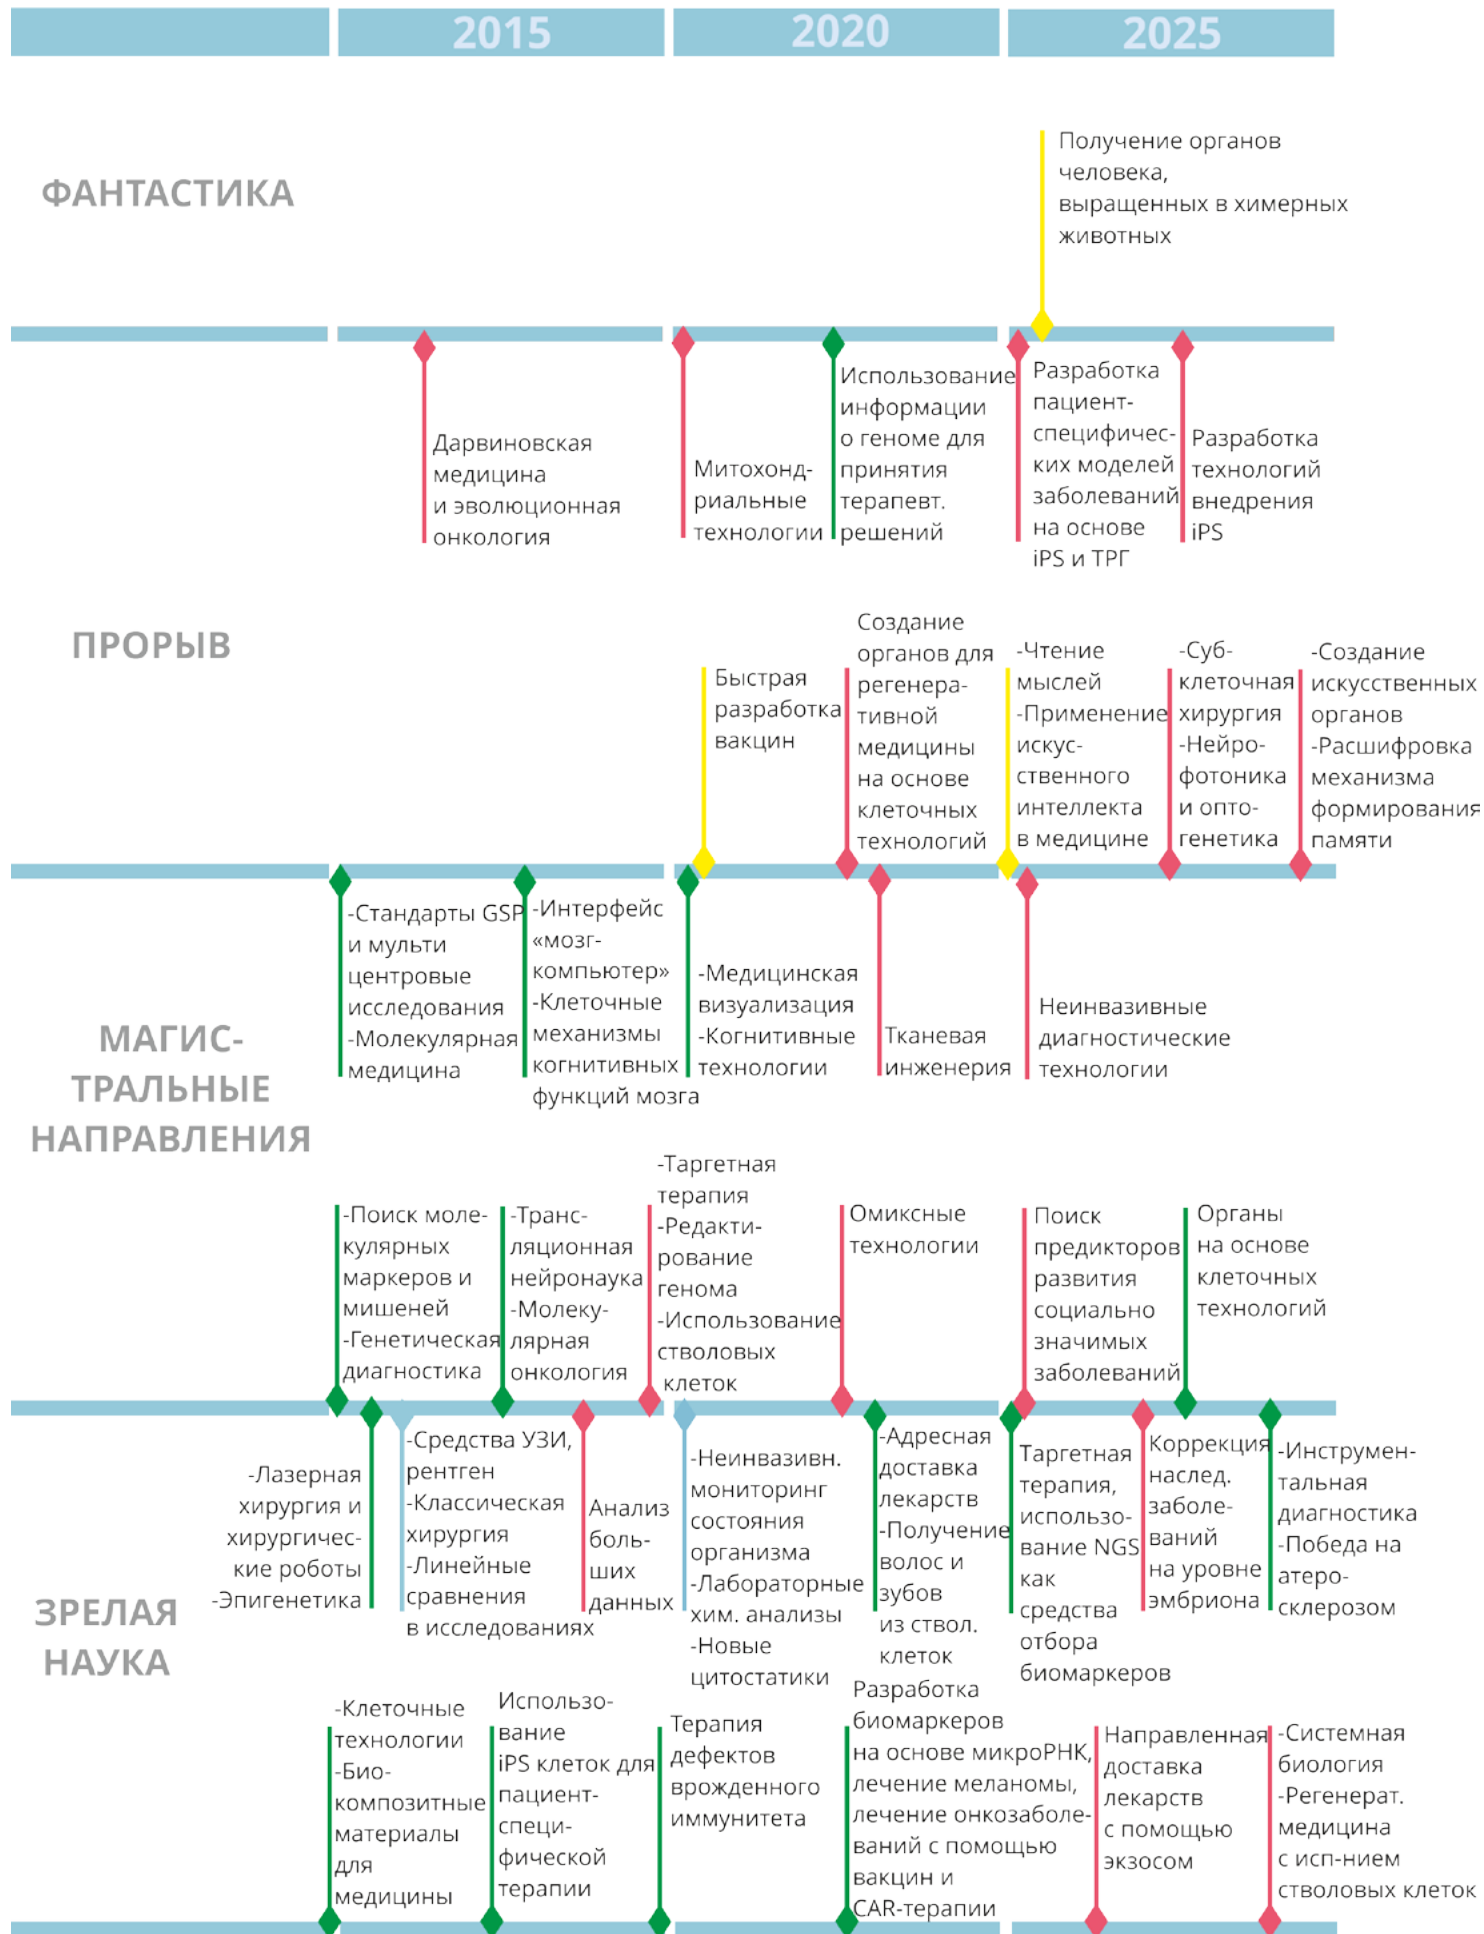 2015
2020
2025
ФАНТАСТИКА
Получение органов
человека,
выращенных в химерных
животных
ПРОРЫВ
Дарвиновская
медицина
и эволюционная
онкология
Митохонд-
риальные
технологии
Использование
информации
о геноме для
принятия
терапевт.
решений
Разработка
пациент-
специфичес-
ких моделей
заболеваний
на основе
iPS и ТРГ
Разработка
технологий
внедрения
iPS
Быстрая
разработка
вакцин
Создание
органов для
регенера-
тивной
медицины
на основе
клеточных
технологий
-Чтение
мыслей
-Применение
искус-
ственного
интеллекта
в медицине
-Суб-
клеточная
хирургия
-Нейро-
фотоника
и опто-
генетика
-Создание
искусственных
органов
-Расшифровка
механизма
формирования
памяти
МАГИС-
ТРАЛЬНЫЕ
НАПРАВЛЕНИЯ
-Стандарты GSP
и мульти
центровые
исследования
-Молекулярная
медицина
-Интерфейс
«мозг-
компьютер»
-Клеточные
механизмы
когнитивных
функций мозга
-Медицинская
визуализация
-Когнитивные
технологии
Тканевая
инженерия
Неинвазивные
диагностические
технологии
-Поиск моле-
кулярных
маркеров и
мишеней
-Генетическая
диагностика
-Транс-
ляционная
нейронаука
-Молеку-
лярная
онкология
-Таргетная
терапия
-Редакти-
рование
генома
-Использование
стволовых
клеток
Омиксные
технологии
Поиск
предикторов
развития
социально
значимых
заболеваний
Органы
на основе
клеточных
технологий
ЗРЕЛАЯ
НАУКА
-Лазерная
хирургия и
хирургичес-
кие роботы
-Эпигенетика
-Средства УЗИ,
рентген
-Классическая
хирургия
-Линейные
сравнения
в исследованиях
Анализ
боль-
ших
данных
-Неинвазивн.
мониторинг
состояния
организма
-Лабораторные
хим. анализы
-Новые
цитостатики
-Адресная
доставка
лекарств
-Получение
волос и
зубов
из ствол.
клеток
Таргетная
терапия,
использо-
вание NGS
как
средства
отбора
биомаркеров
Коррекция
наслед.
заболе-
ваний
на уровне
эмбриона
-Инструмен-
тальная
диагностика
-Победа на
атеро-
склерозом
-Клеточные
технологии
-Био-
композитные
материалы
для
медицины
Использо-
вание
iPS клеток для
пациент-
специ-
фической
терапии
Терапия
дефектов
врожденного
иммунитета
Разработка
биомаркеров
на основе микроРНК,
лечение меланомы,
лечение онкозаболе-
ваний с помощью
вакцин и
CAR-терапии
Направленная
доставка
лекарств
с помощью
экзосом
-Системная
биология
-Регенерат.
медицина
с исп-нием
стволовых клеток